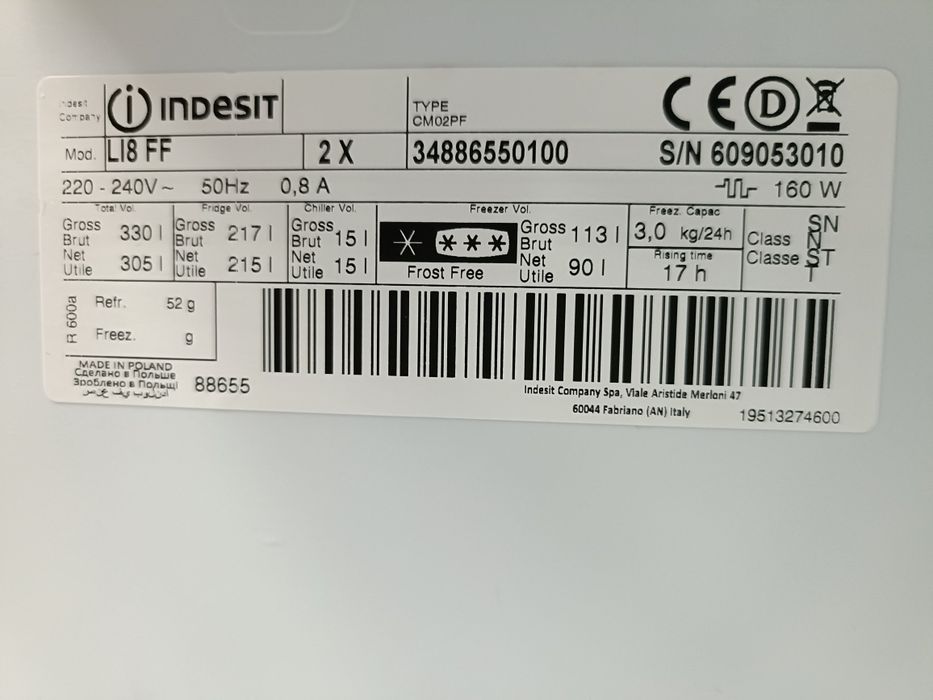 Indesit
Company
INDESIT
TYPE
CM02PF
CE D
Mod. LI8 FF 2 X 34886550100 S/N 609053010
220 - 240V ~ 50Hz 0,8 A 160 W
Total Vol. Fridge Vol. Chiller Vol. Freezer Vol. Freez. Capac
Gross Brut 330 l Gross Brut 217 l Gross Brut 15 l Gross Brut 113 l 3,0 kg/24h
Net Utile 305 l Net Utile 215 l Net Utile 15 l Frost Free Net Utile 90 l Rising time 17 h
Class Classe SN N ST T
R 600a
Refr. 52 g
Freez. g
MADE IN POLAND
Сделано в Польше
Зроблено в Польщі
صنع في بولندا
88655
Indesit Company Spa, Viale Aristide Merloni 47
60044 Fabriano (AN) Italy
19513274600